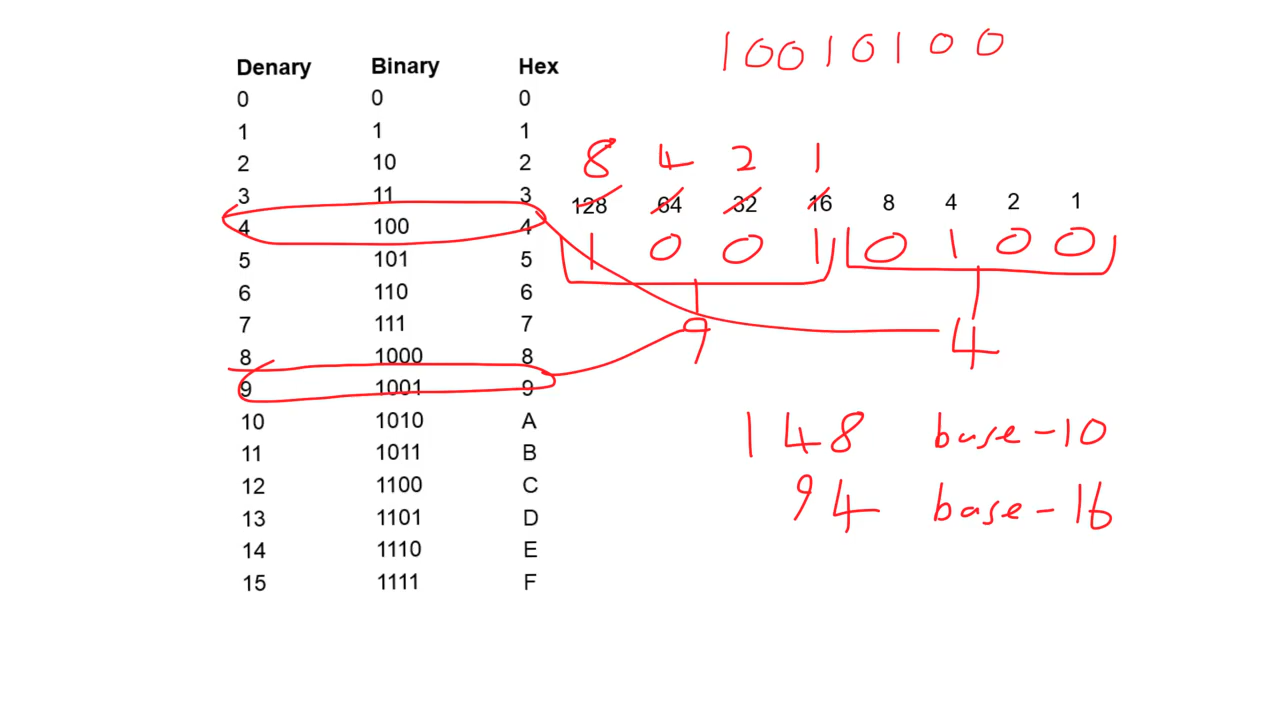 10010100
Denary Binary Hex
0 0 0
1 1 1
2 10 2
8 4 2 1
3 11 3
128 64 32 16 8 4 2 1
4 100 4
1 0 0 1 0 1 0 0
5 101 5
6 110 6
7 111 7
9 4
8 1000 8
9 1001 9
10 1010 A
148 base-10
11 1011 B
12 1100 C
94 base-16
13 1101 D
14 1110 E
15 1111 F